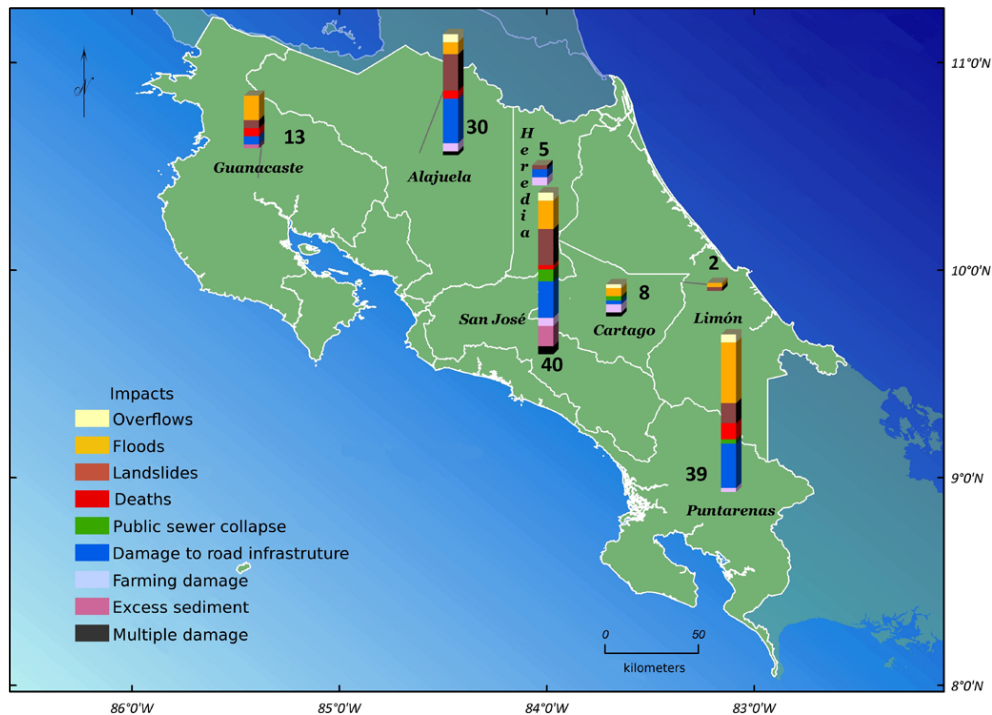 11°0'N
30
13
H
e
r
e
d
i
a
5
Guanacaste
Alajuela
10°0'N
2
8
San José
Cartago
Limón
40
Impacts
Overflows
Floods
Landslides
Deaths
Public sewer collapse
Damage to road infrastruture
Farming damage
Excess sediment
Multiple damage
39
9°0'N
Puntarenas
0 50
kilometers
8°0'N
86°0'W 85°0'W 84°0'W 83°0'W